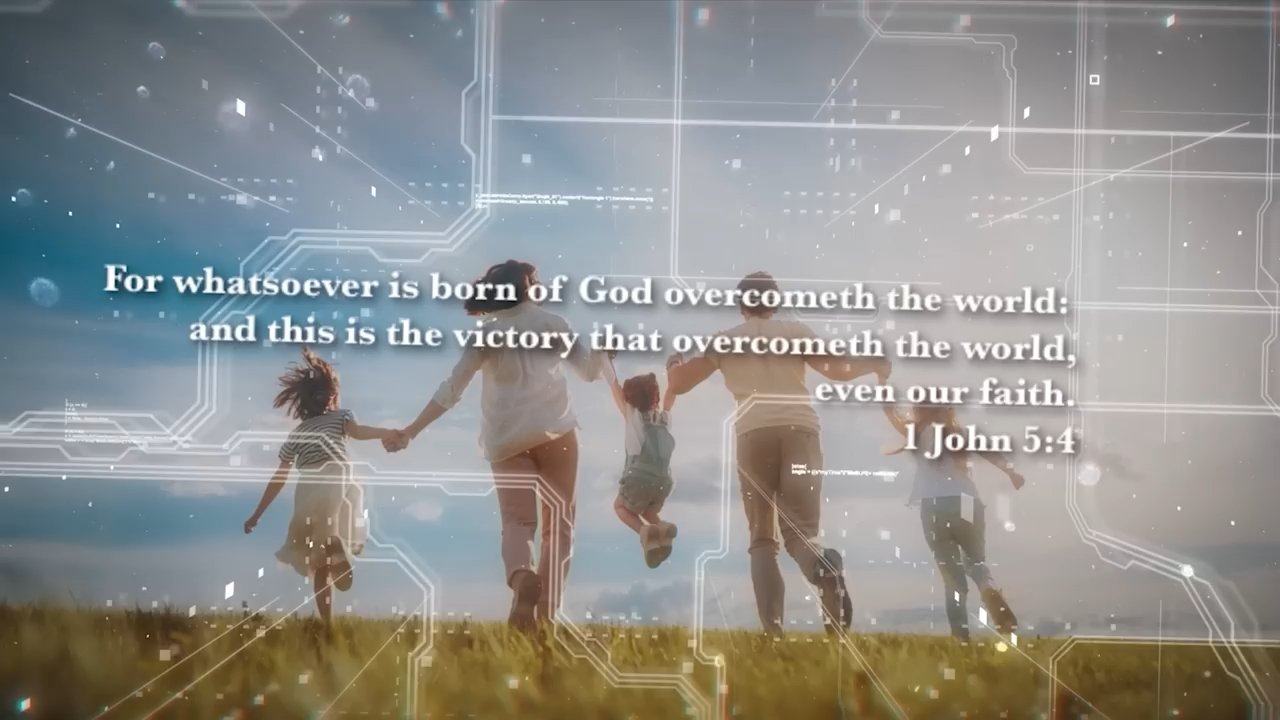 For whatsoever is born of God overcometh the world:
and this is the victory that overcometh the world,
even our faith.
1 John 5:4